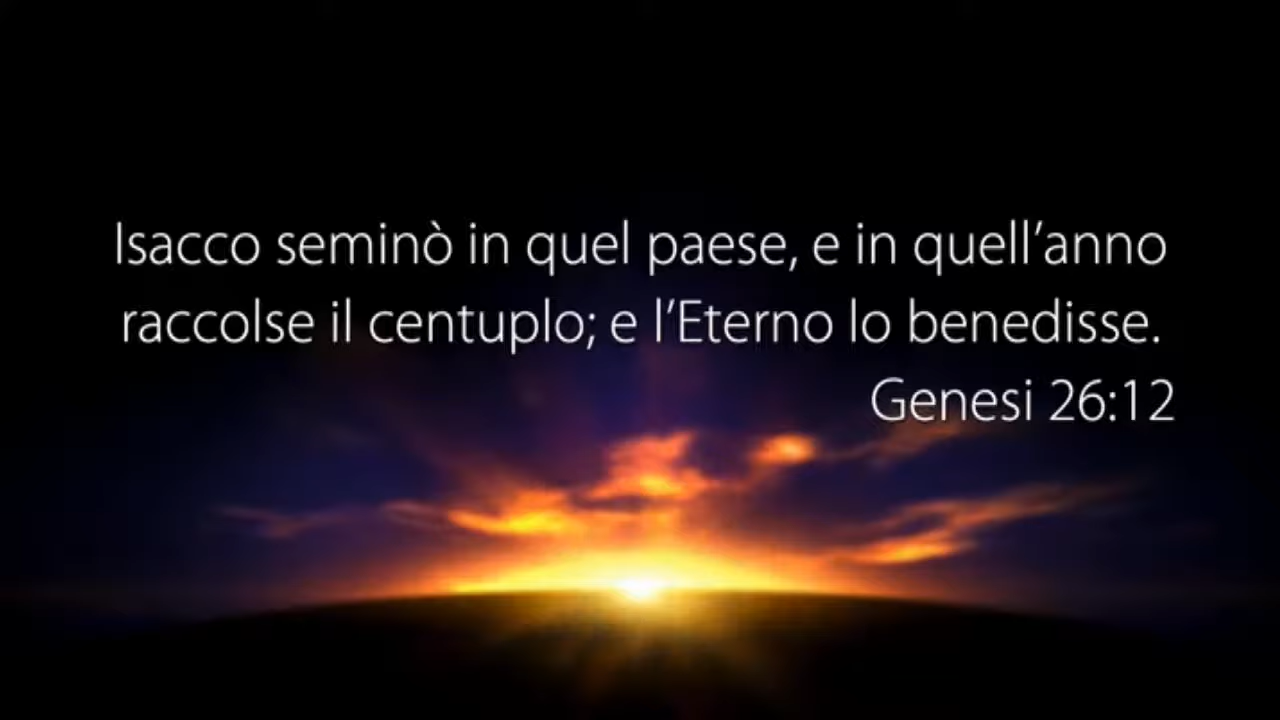 Isacco seminò in quel paese, e in quell’anno
raccolse il centuplo; e l’Eterno lo benedisse.
Genesi 26:12